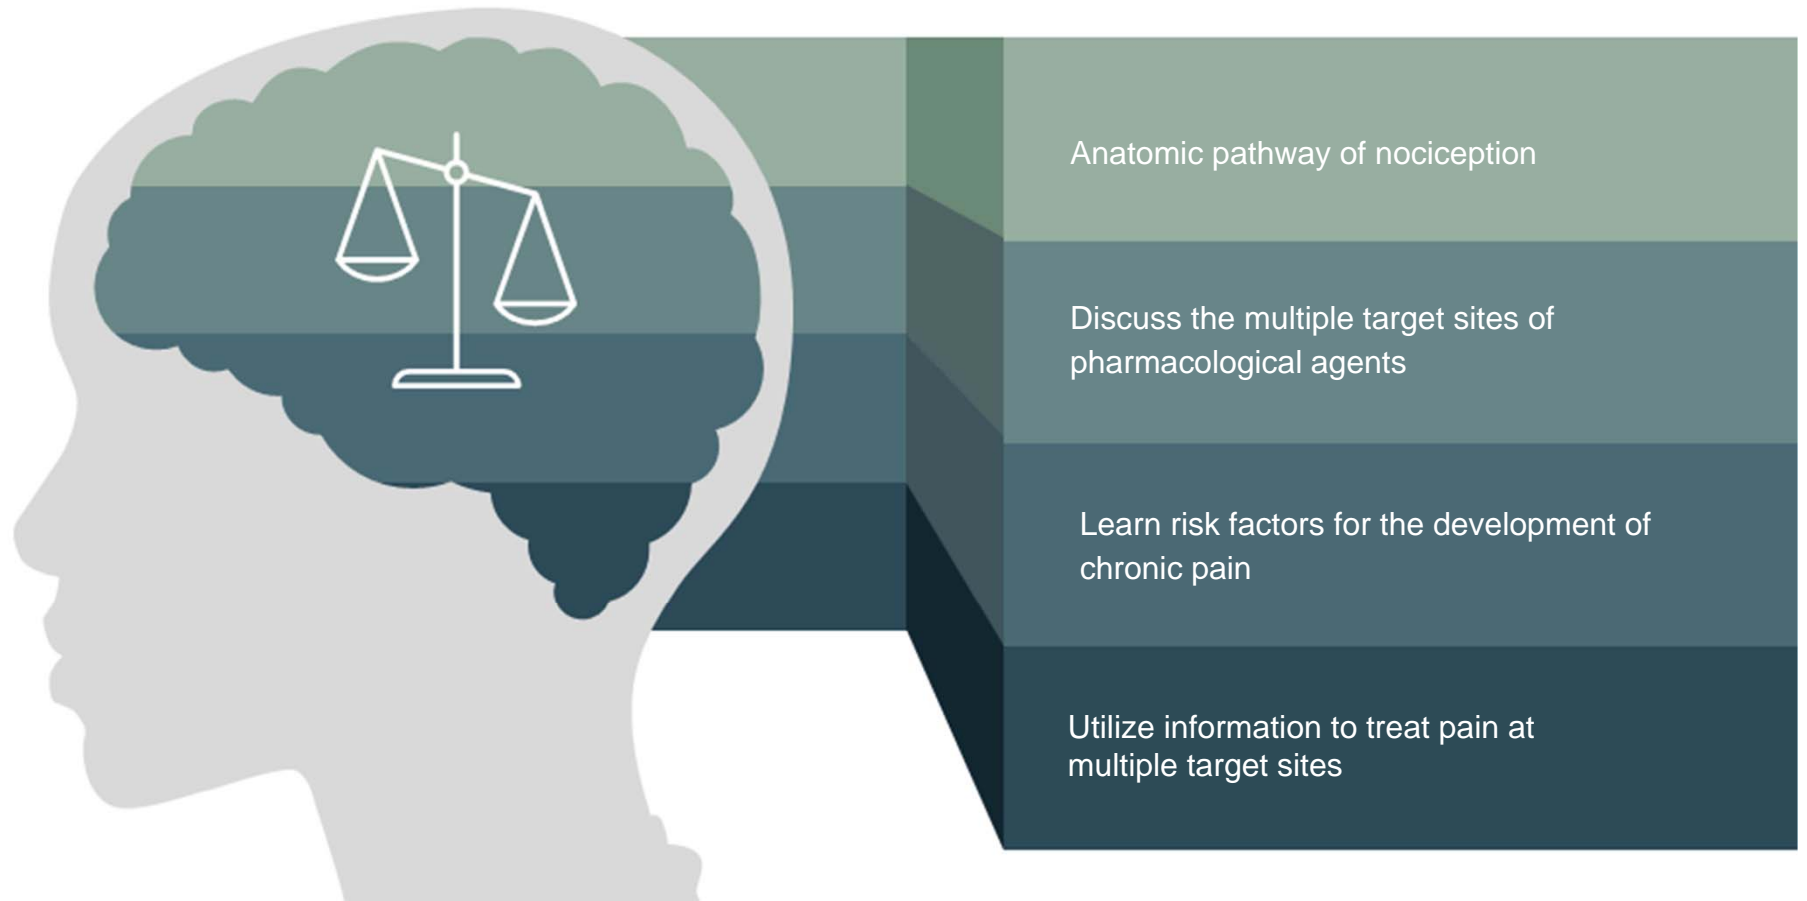 Anatomic pathway of nociception
Discuss the multiple target sites of
pharmacological agents
Learn risk factors for the development of
chronic pain
Utilize information to treat pain at
multiple target sites